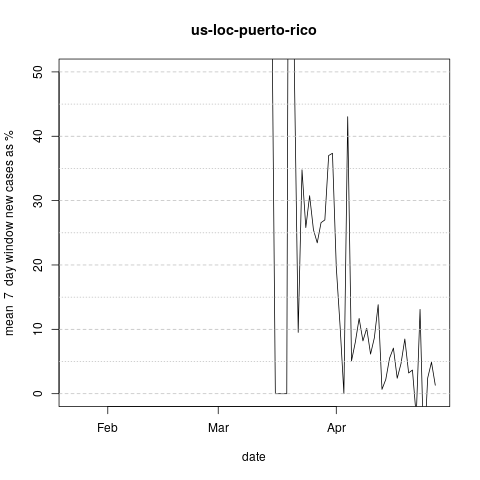 us-loc-puerto-rico
mean 7 day window new cases as %
50
40
30
20
10
0
Feb
Mar
Apr
date